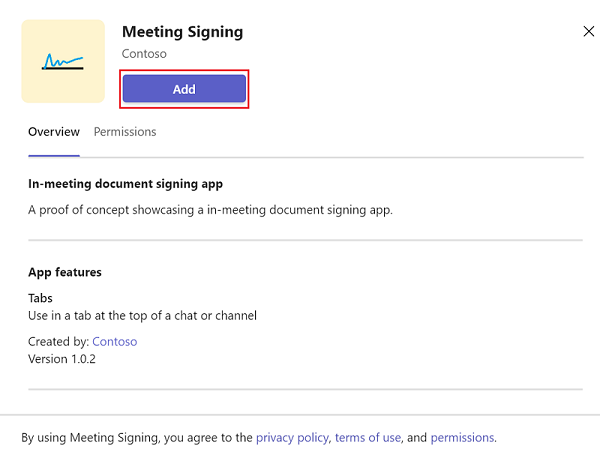 Meeting Signing
Contoso
Add
Overview Permissions
In-meeting document signing app
A proof of concept showcasing a in-meeting document signing app.
App features
Tabs
Use in a tab at the top of a chat or channel
Created by: Contoso
Version 1.0.2
By using Meeting Signing, you agree to the privacy policy, terms of use, and permissions.